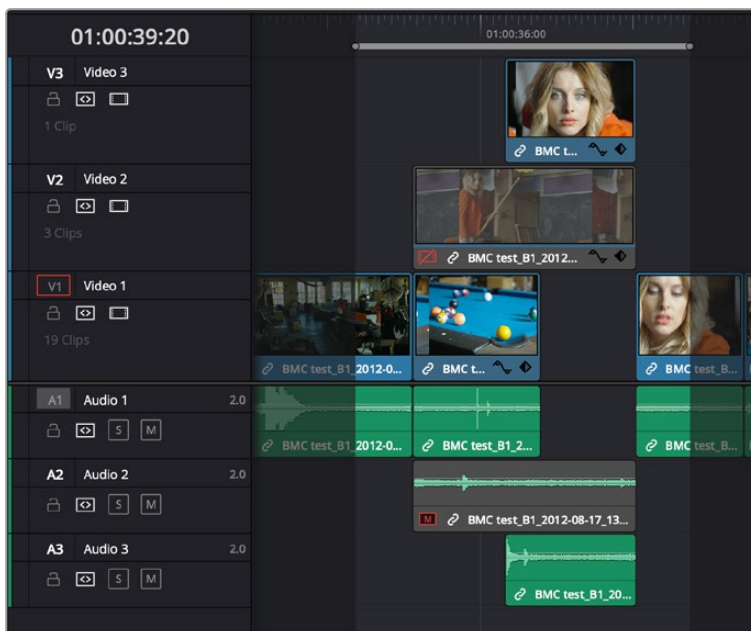 01:00:39:20
01:00:36:00
V3 Video 3
1 Clip
BMC t...
V2 Video 2
3 Clips
BMC test_B1_2012...
V1 Video 1
19 Clips
BMC test_B1_2012-0...
BMC t...
BMC test_B...
A1 Audio 1 2.0
S M
BMC test_B1_2012-0...
BMC test_B1_2...
BMC test_B...
A2 Audio 2 2.0
S M
M BMC test_B1_2012-08-17_13...
A3 Audio 3 2.0
S M
BMC test_B1_20...